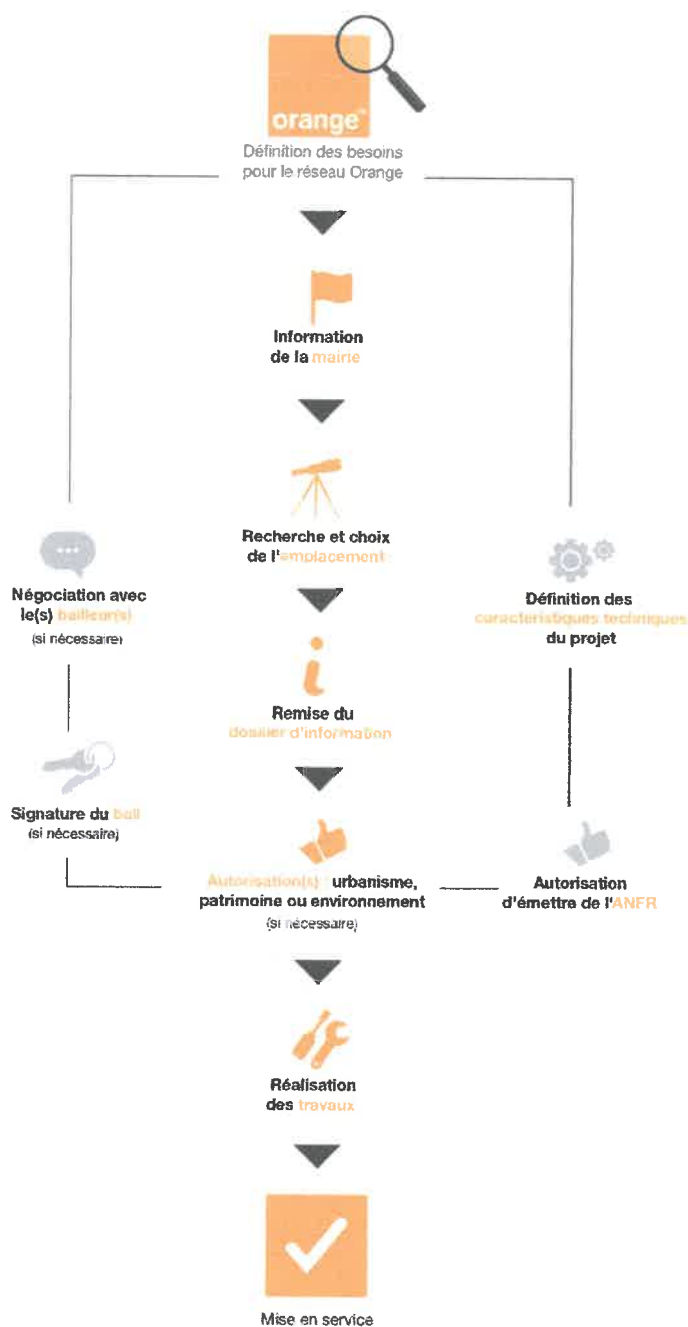 orange™
Définition des besoins
pour le réseau Orange
Information
de la mairie
Recherche et choix
de l'emplacement
Négociation avec
le(s) bailleur(s)
(si nécessaire)
Définition des
caractéristiques techniques
du projet
Remise du
dossier d'information
Signature du bail
(si nécessaire)
Autorisation(s) : urbanisme,
patrimoine ou environnement
(si nécessaire)
Autorisation
d'émettre de l'ANFR
Réalisation
des travaux
Mise en service